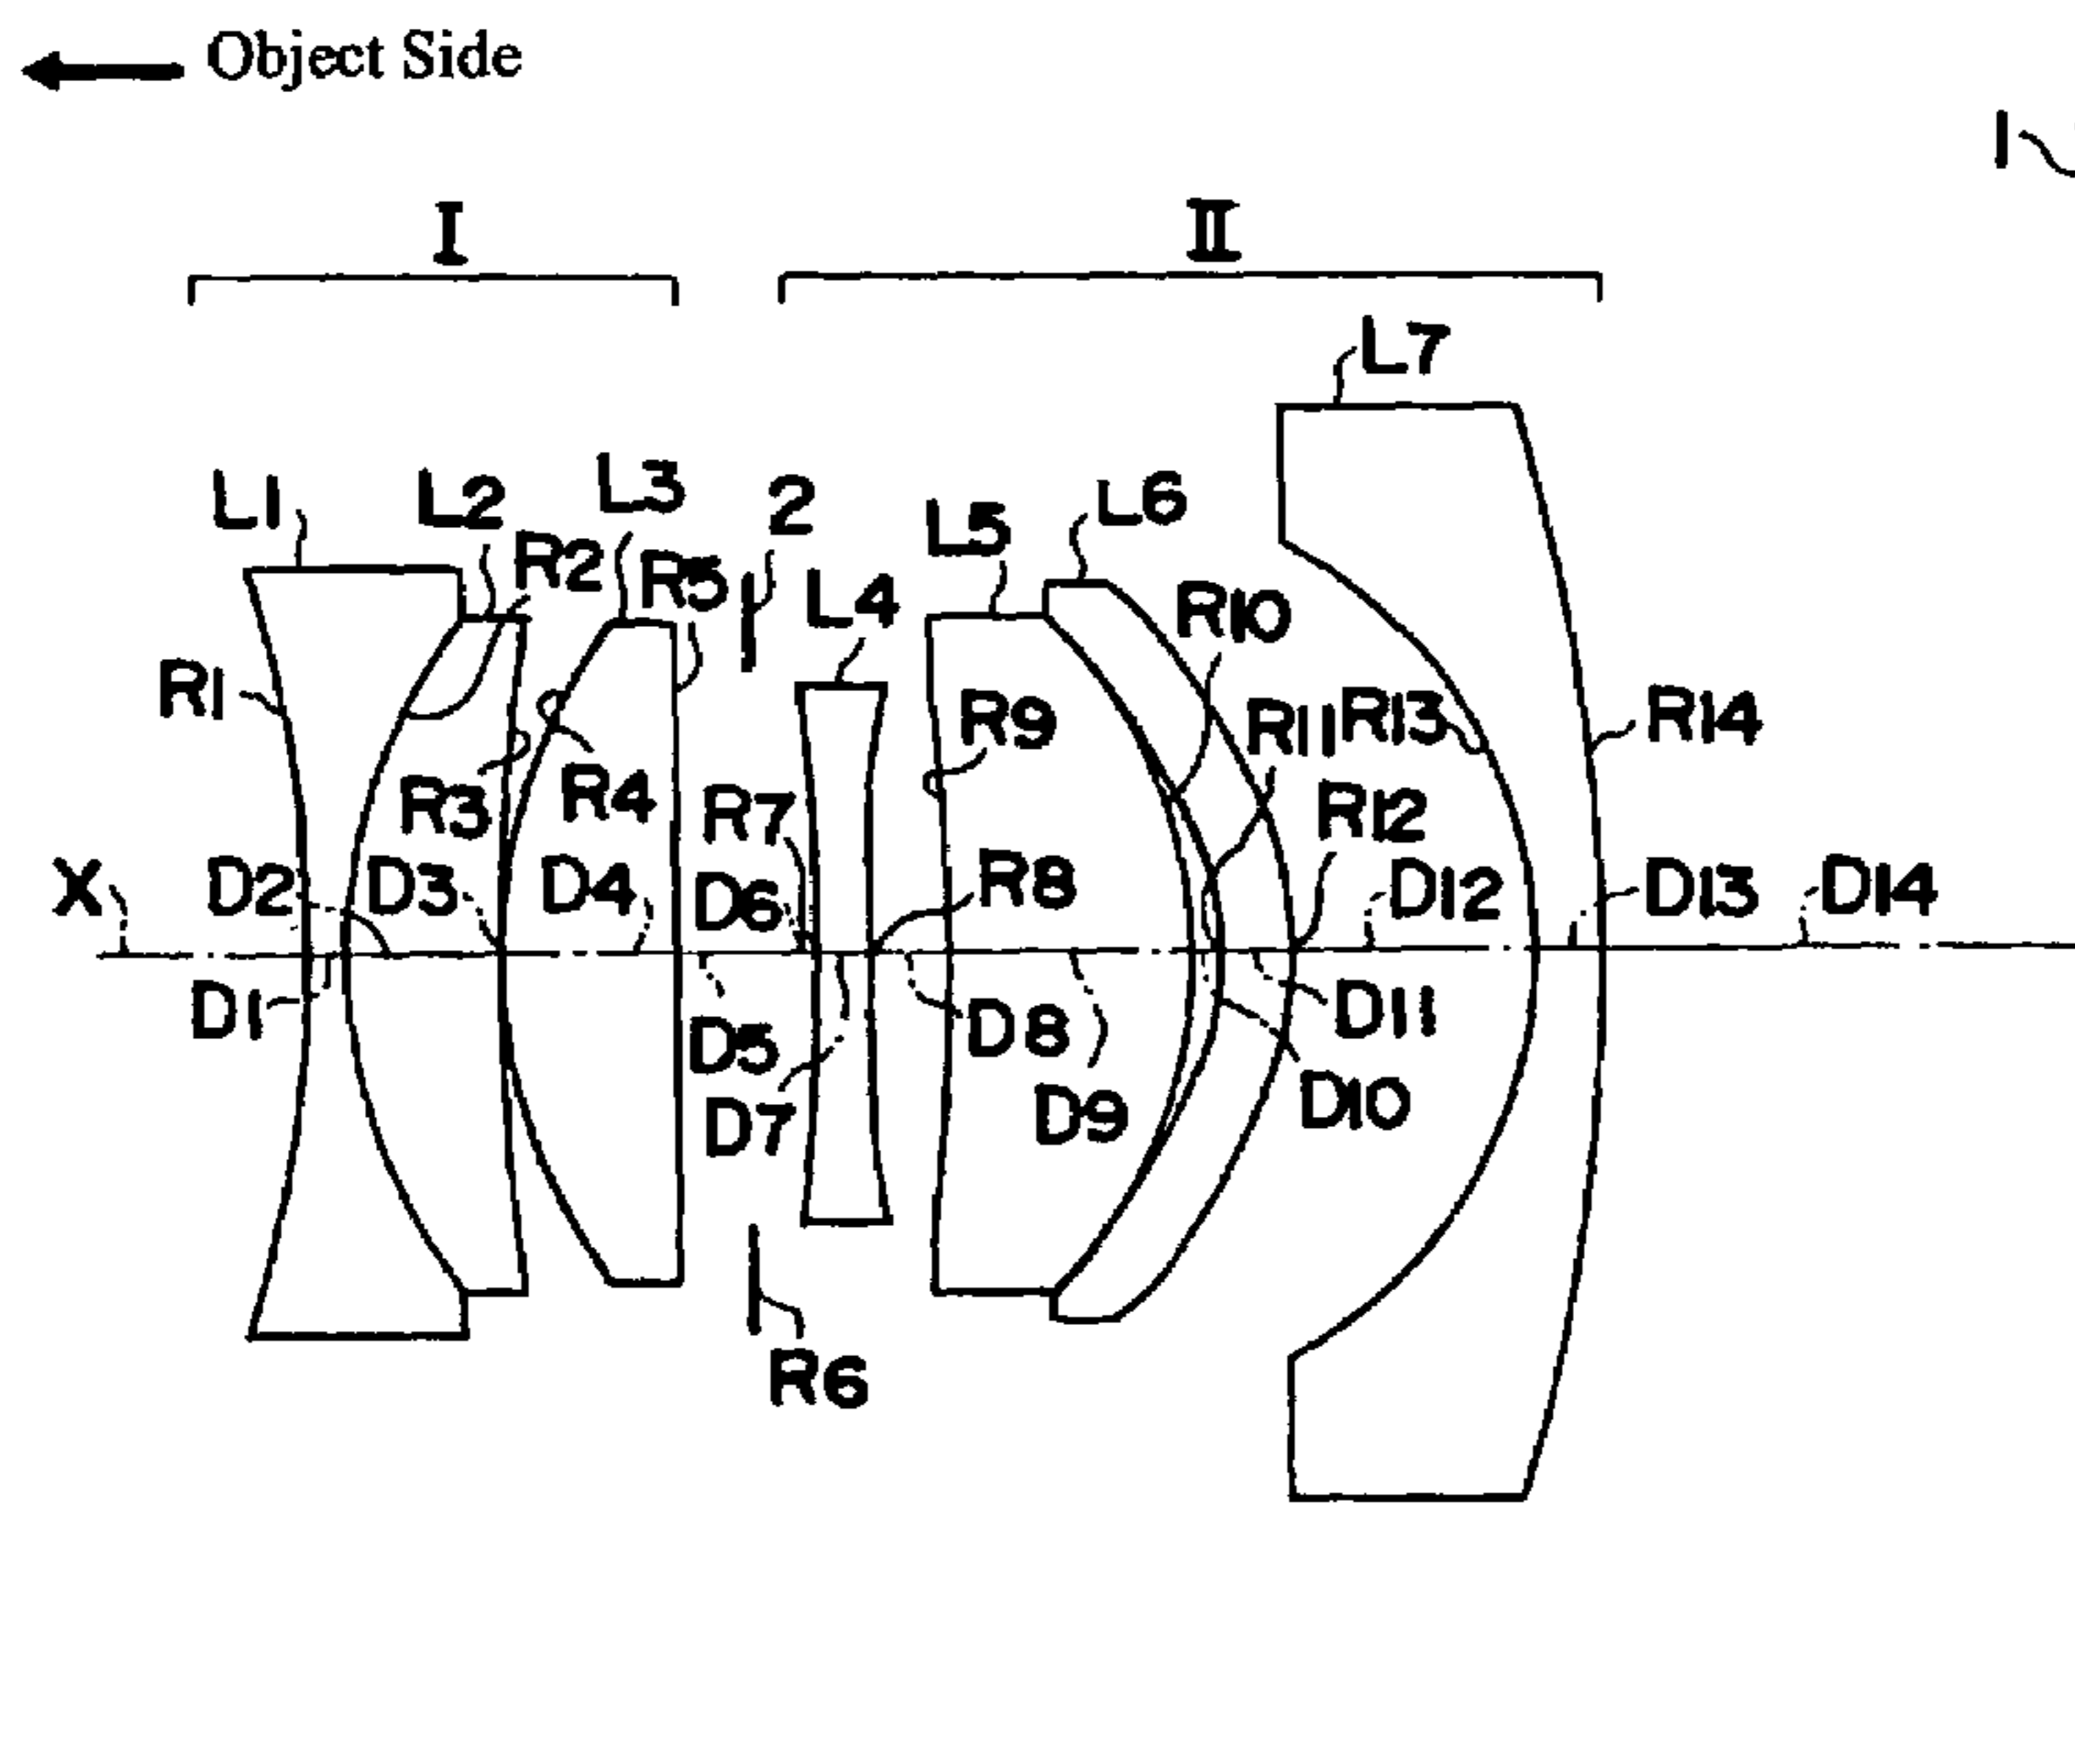 Object Side
1
I II
L7
L1 L2 L3 2 L5 L6
R2 R5 L4 R10
R1 R9 R11 R13 R14
R3 R4 R7 R12
X D2 D3 D4 D6 R8 D12 D13 D14
D1 D5 D8 D11
D7 D9 D10
R6